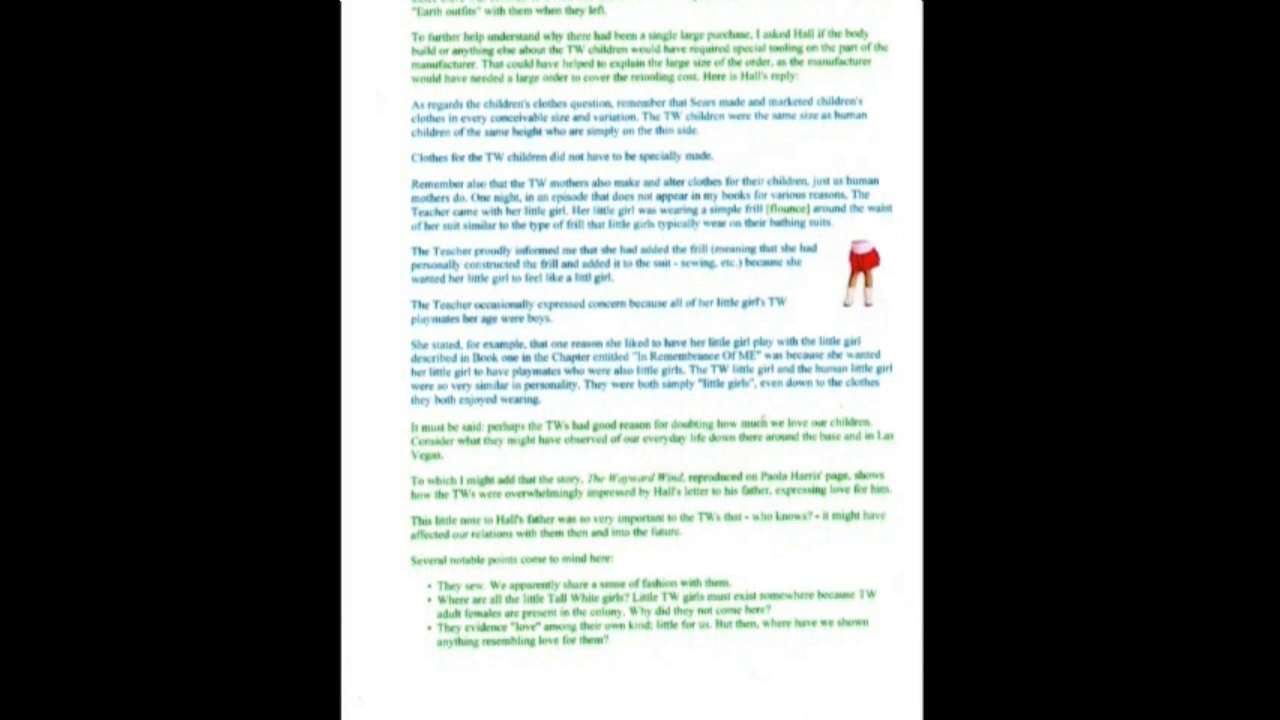 "Earth outfits" with them when they left.
To further help understand why there had been a single large purchase, I asked Hall if the body
build or anything else about the TW children would have required special tooling on the part of the
manufacturer. That could have helped to explain the large size of the order, as the manufacturer
would have needed a large order to cover the retooling cost. Here is Hall's reply:
As regards the children's clothes question, remember that Sears made and marketed children's
clothes in every conceivable size and variation. The TW children were the same size as human
children of the same height who are simply on the thin side.
Clothes for the TW children did not have to be specially made.
Remember also that the TW mothers also make and alter clothes for their children, just as human
mothers do. One night, in an episode that does not appear in my books for various reasons, The
Teacher came with her little girl. Her little girl was wearing a simple frill [flounce] around the waist
of her suit similar to the type of frill that little girls typically wear on their bathing suits.
The Teacher proudly informed me that she had added the frill (meaning that she had
personally constructed the frill and added it to the suit - sewing, etc.) because she
wanted her little girl to feel like a littl girl.
The Teacher occasionally expressed concern because all of her little girl's TW
playmates her age were boys.
She stated, for example, that one reason she liked to have her little girl play with the little girl
described in Book one in the Chapter entitled "In Remembrance Of ME" was because she wanted
her little girl to have playmates who were also little girls. The TW little girl and the human little girl
were so very similar in personality. They were both simply "little girls", even down to the clothes
they both enjoyed wearing.
It must be said: perhaps the TWs had good reason for doubting how much we love our children.
Consider what they might have observed of our everyday life down there around the base and in Las
Vegas.
To which I might add that the story, The Wayward Wind, reproduced on Paola Harris' page, shows
how the TWs were overwhelmingly impressed by Hall's letter to his father, expressing love for him.
This little note to Hall's father was so very important to the TWs that - who knows? - it might have
affected our relations with them then and into the future.
Several notable points come to mind here:
• They sew. We apparently share a sense of fashion with them.
• Where are all the little Tall White girls? Little TW girls must exist somewhere because TW
adult females are present in the colony. Why did they not come here?
• They evidence "love" among their own kind; little for us. But then, where have we shown
anything resembling love for them?